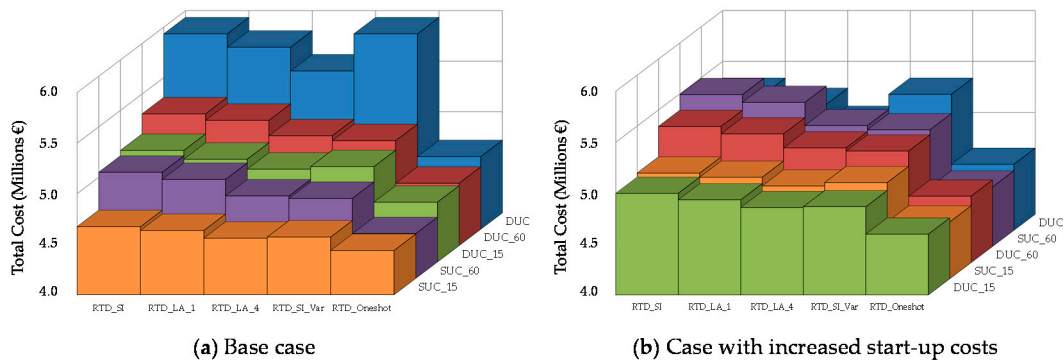 6.0
5.5
5.0
4.5
4.0
Total Cost (Millions €)
RTD_SI
RTD_LA_1
RTD_LA_4
RTD_SI_Var
RTD_Oneshot
DUC
DUC_60
DUC_15
SUC_60
SUC_15
(a) Base case
6.0
5.5
5.0
4.5
4.0
Total Cost (Millions €)
RTD_SI
RTD_LA_1
RTD_LA_4
RTD_SI_Var
RTD_Oneshot
DUC
SUC_60
DUC_60
SUC_15
DUC_15
(b) Case with increased start-up costs